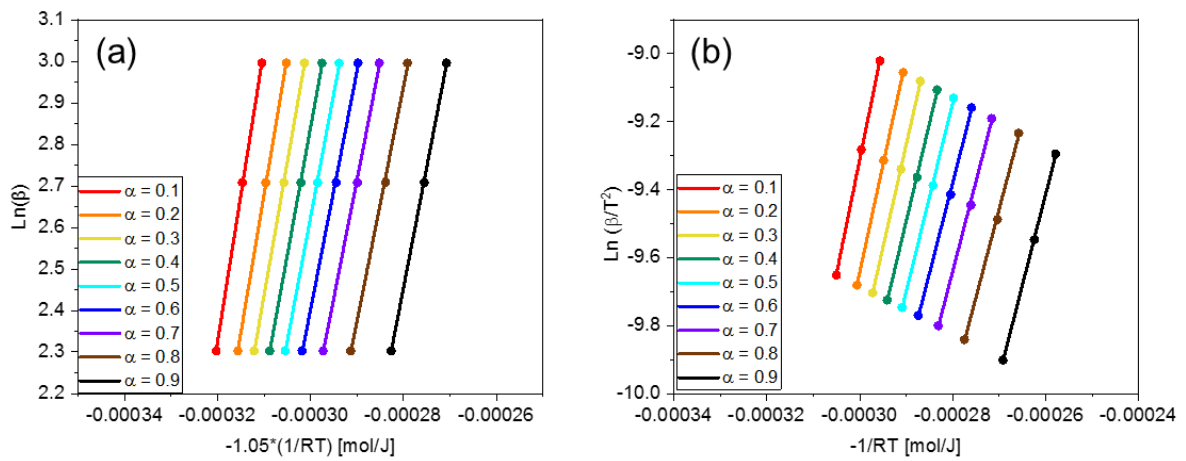 (a)
Ln(β)
3.1
3.0
2.9
2.8
2.7
2.6
2.5
2.4
2.3
2.2
α = 0.1
α = 0.2
α = 0.3
α = 0.4
α = 0.5
α = 0.6
α = 0.7
α = 0.8
α = 0.9
-0.00034 -0.00032 -0.00030 -0.00028 -0.00026
-1.05*(1/RT) [mol/J]
(b)
Ln (β/T²)
-9.0
-9.2
-9.4
-9.6
-9.8
-10.0
α = 0.1
α = 0.2
α = 0.3
α = 0.4
α = 0.5
α = 0.6
α = 0.7
α = 0.8
α = 0.9
-0.00034 -0.00032 -0.00030 -0.00028 -0.00026 -0.00024
-1/RT [mol/J]